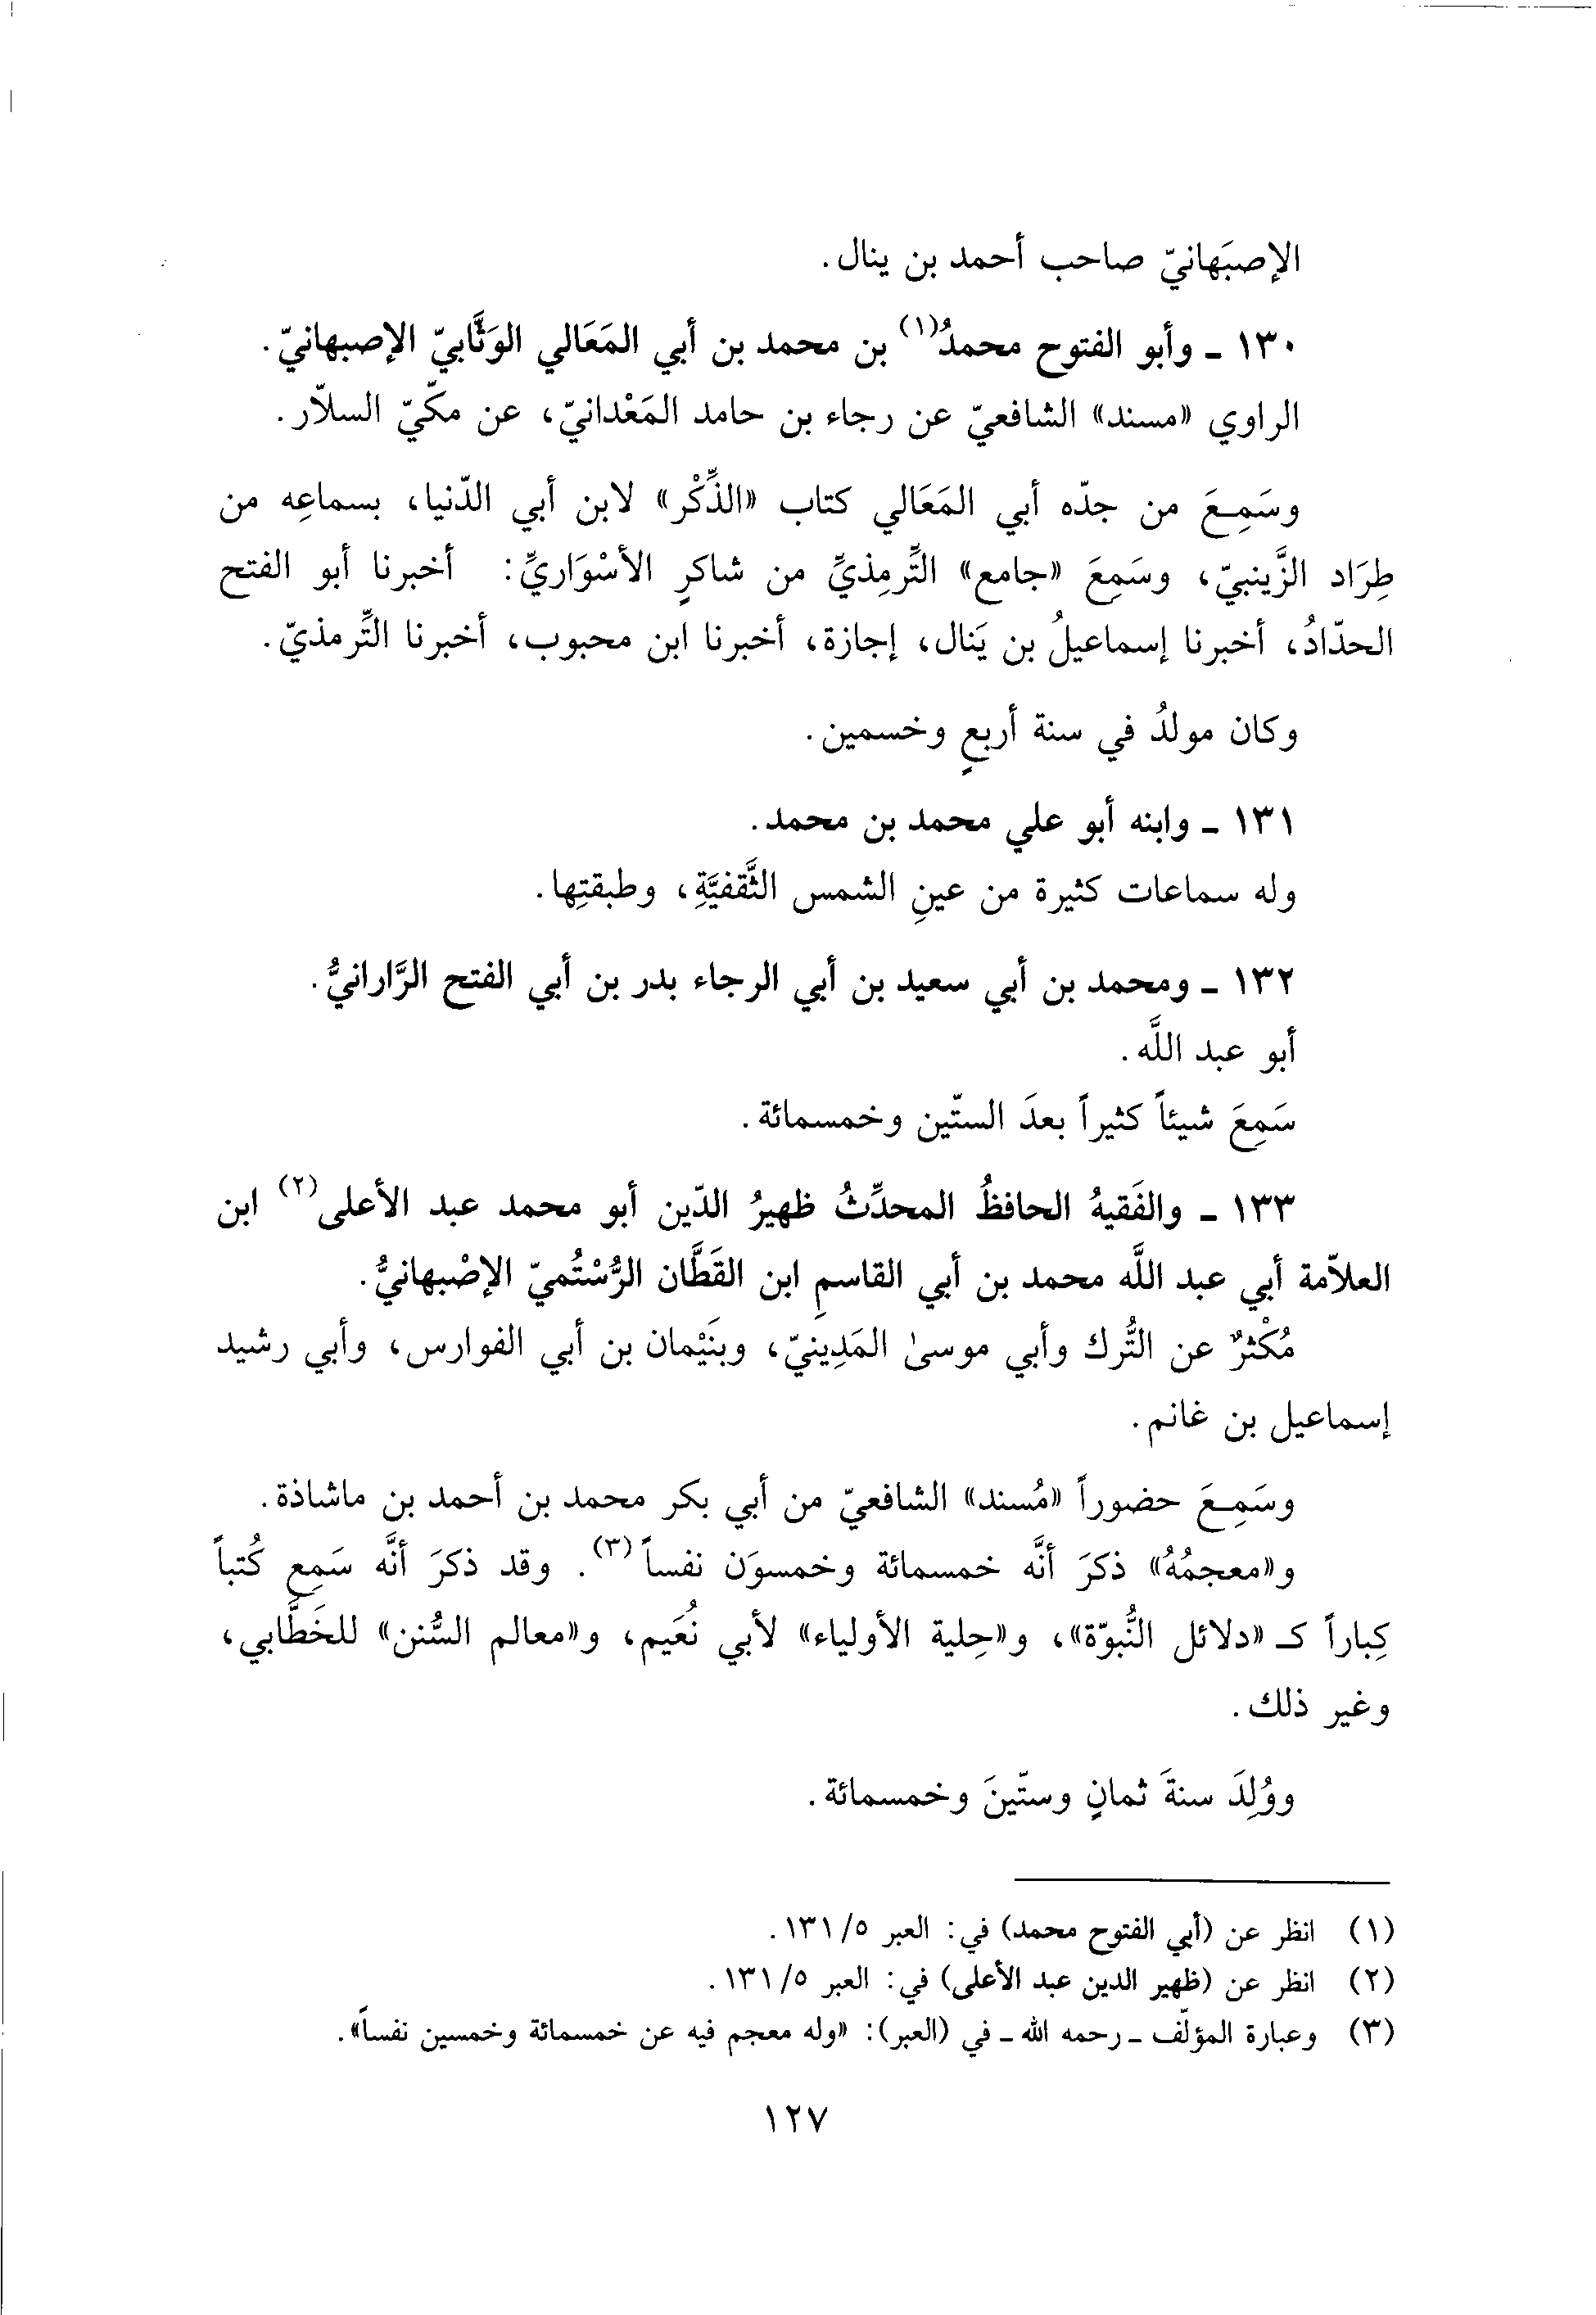 الإصبَهانيّ صاحب أحمد بن ينال.
١٣٠ - وأبو الفتوح محمدُ(١) بن محمد بن أبي المَعَالي الوَثَّابيّ الإصبهانيّ.
الراوي «مسند» الشافعيّ عن رجاء بن حامد المَعْدانيّ، عن مكّيّ السلاّر.
وسَمِعَ من جدّه أبي المَعَالي كتاب «الذِّكْر» لابن أبي الدّنيا، بسماعِه من
طِرَاد الزَّينبيّ، وسَمِعَ «جامع» التِّرمِذيِّ من شاكرٍ الأسْوَاريِّ: أخبرنا أبو الفتح
الحدّادُ، أخبرنا إسماعيلُ بن يَنال، إجازة، أخبرنا ابن محبوب، أخبرنا التِّرمذيّ.
وكان مولدُ في سنة أربعٍ وخسمين.
١٣١ - وابنه أبو علي محمد بن محمد.
وله سماعات كثيرة من عينِ الشمس الثَّقفيَّةِ، وطبقتِها.
١٣٢ - ومحمد بن أبي سعيد بن أبي الرجاء بدر بن أبي الفتح الرَّارانيُّ.
أبو عبد اللَّه.
سَمِعَ شيئاً كثيراً بعدَ الستّين وخمسمائة.
١٣٣ - والفَقيهُ الحافظُ المحدِّثُ ظهيرُ الدّين أبو محمد عبد الأعلى(٢) ابن
العلاّمة أبي عبد اللَّه محمد بن أبي القاسمِ ابن القَطَّان الرُّسْتُميّ الإصْبهانيُّ.
مُكْثرٌ عن التُّرك وأبي موسىٰ المَدِينيّ، وبنَيْمان بن أبي الفوارس، وأبي رشيد
إسماعيل بن غانم.
وسَمِعَ حضوراً «مُسند» الشافعيّ من أبي بكر محمد بن أحمد بن ماشاذة.
و«معجمُهُ» ذكرَ أنَّه خمسمائة وخمسوَن نفساً(٣). وقد ذكرَ أنَّه سَمِع كُتباً
كِباراً كـ «دلائل النُّبوّة»، و«حِلية الأولياء» لأبي نُعَيم، و«معالم السُّنن» للخَطَّابي،
وغير ذلك.
ووُلِدَ سنةَ ثمانٍ وستّينَ وخمسمائة.
(١) انظر عن (أبي الفتوح محمد) في: العبر ٥/ ١٣١.
(٢) انظر عن (ظهير الدين عبد الأعلى) في: العبر ٥/ ١٣١.
(٣) وعبارة المؤلّف - رحمه الله - في (العبر): «وله معجم فيه عن خمسمائة وخمسين نفساً».
١٢٧